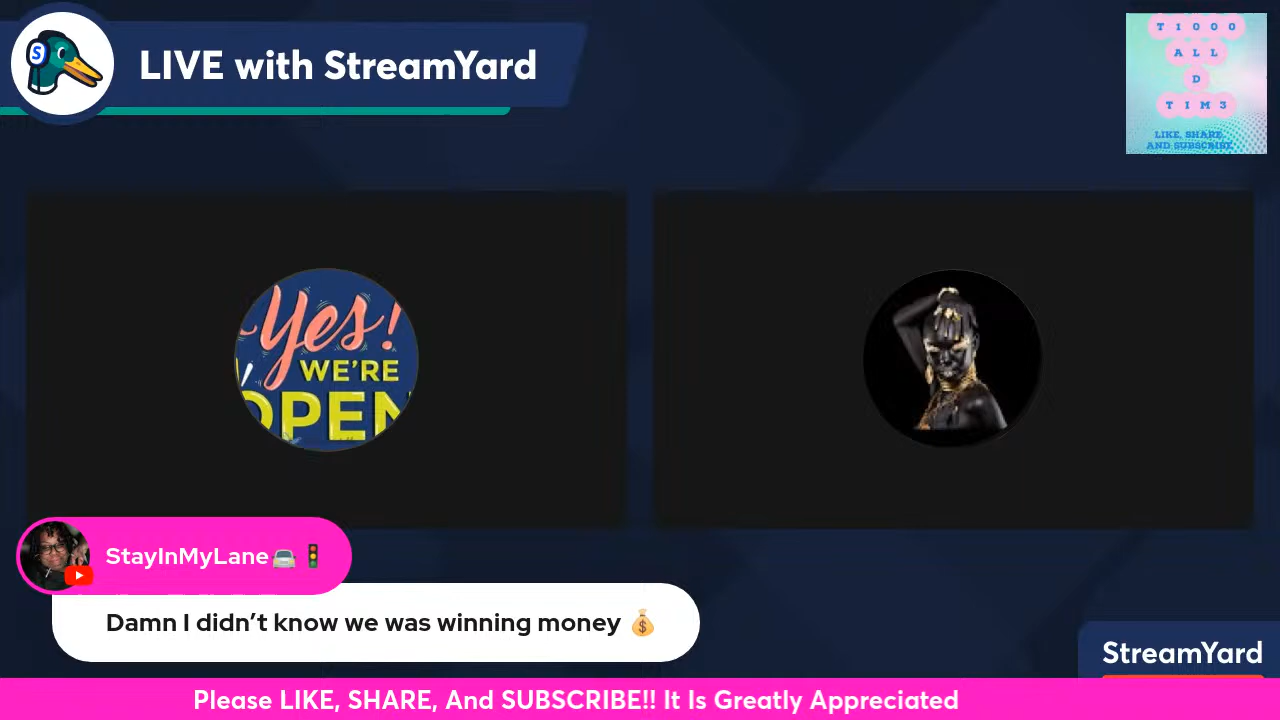 S
LIVE with StreamYard
T1000
ALL
D
TIM3
LIKE, SHARE,
AND SUBSCRIBE
Yes!
WE'RE
OPEN
StayInMyLane🚘🚦
Damn I didn't know we was winning money 💰
StreamYard
Please LIKE, SHARE, And SUBSCRIBE!! It Is Greatly Appreciated